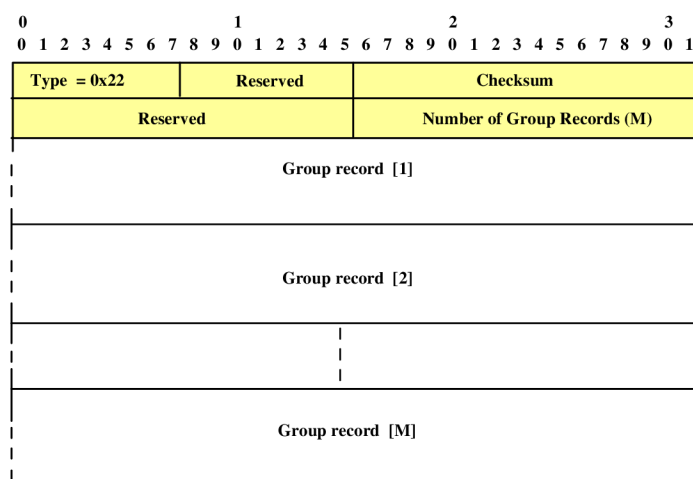 0 1 2 3
0 1 2 3 4 5 6 7 8 9 0 1 2 3 4 5 6 7 8 9 0 1 2 3 4 5 6 7 8 9 0 1
Type = 0x22 Reserved Checksum
Reserved Number of Group Records (M)
Group record [1]
Group record [2]
Group record [M]